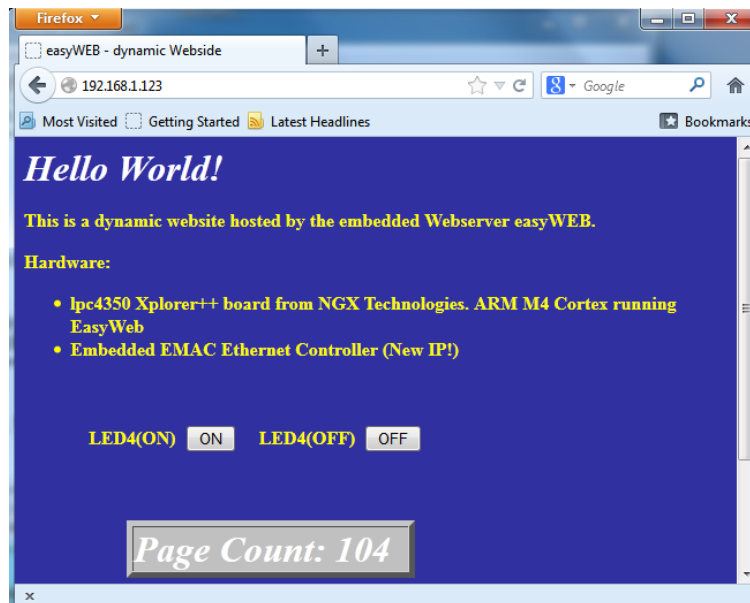 Firefox
easyWEB - dynamic Webside
192.168.1.123
Google
Most Visited Getting Started Latest Headlines Bookmarks
Hello World!
This is a dynamic website hosted by the embedded Webserver easyWEB.
Hardware:
lpc4350 Xplorer++ board from NGX Technologies. ARM M4 Cortex running
EasyWeb
Embedded EMAC Ethernet Controller (New IP!)
LED4(ON) ON LED4(OFF) OFF
Page Count: 104